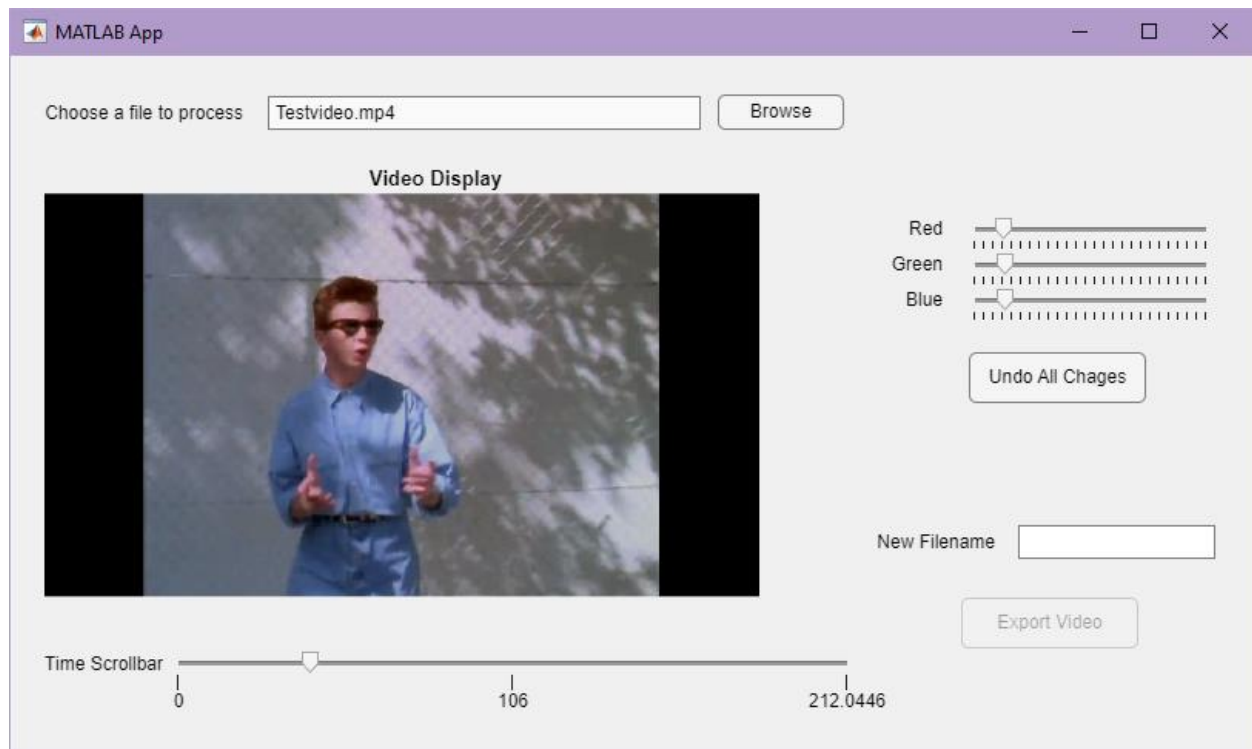 MATLAB App
Choose a file to process Testvideo.mp4 Browse
Video Display
Red
Green
Blue
Undo All Chages
New Filename
Export Video
Time Scrollbar
0 106 212.0446